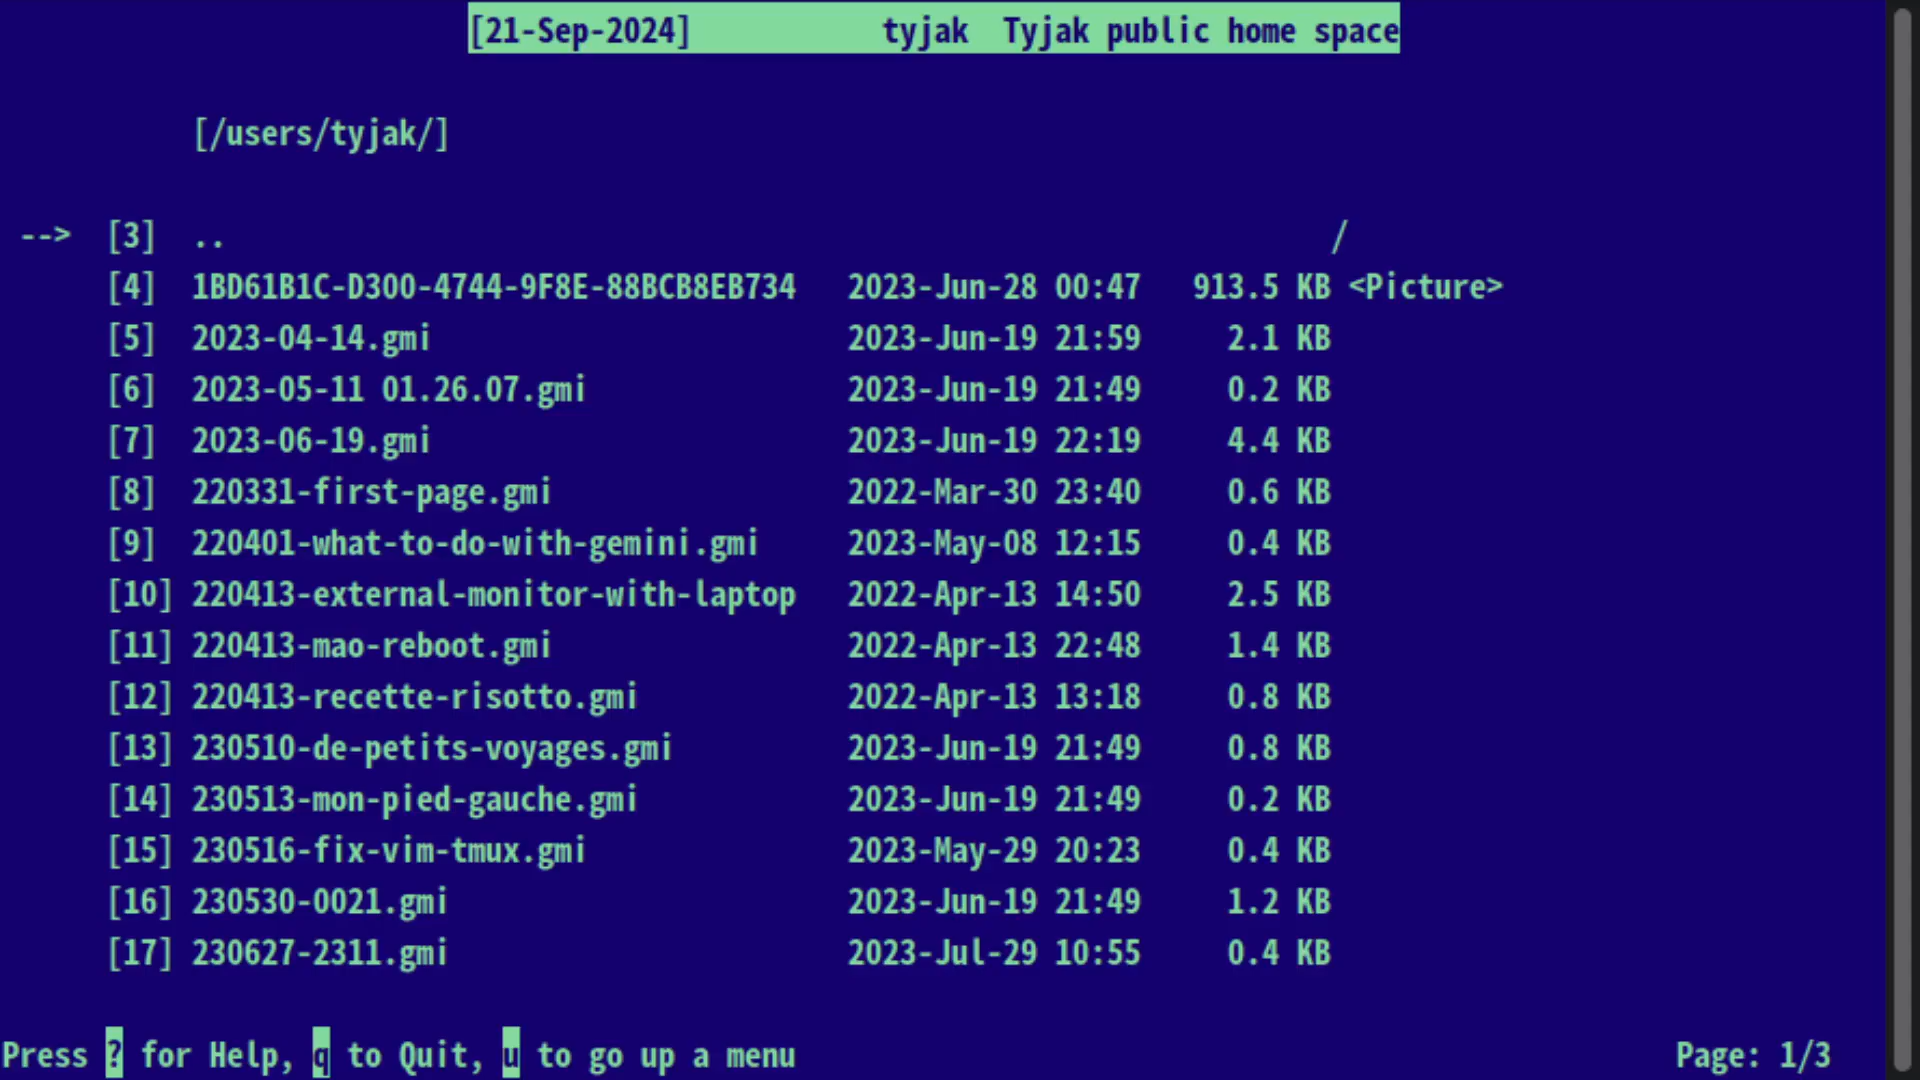 [21-Sep-2024] tyjak Tyjak public home space
[/users/tyjak/]
--> [3] .. /
[4] 1BD61B1C-D300-4744-9F8E-88BCB8EB734 2023-Jun-28 00:47 913.5 KB <Picture>
[5] 2023-04-14.gmi 2023-Jun-19 21:59 2.1 KB
[6] 2023-05-11 01.26.07.gmi 2023-Jun-19 21:49 0.2 KB
[7] 2023-06-19.gmi 2023-Jun-19 22:19 4.4 KB
[8] 220331-first-page.gmi 2022-Mar-30 23:40 0.6 KB
[9] 220401-what-to-do-with-gemini.gmi 2023-May-08 12:15 0.4 KB
[10] 220413-external-monitor-with-laptop 2022-Apr-13 14:50 2.5 KB
[11] 220413-mao-reboot.gmi 2022-Apr-13 22:48 1.4 KB
[12] 220413-recette-risotto.gmi 2022-Apr-13 13:18 0.8 KB
[13] 230510-de-petits-voyages.gmi 2023-Jun-19 21:49 0.8 KB
[14] 230513-mon-pied-gauche.gmi 2023-Jun-19 21:49 0.2 KB
[15] 230516-fix-vim-tmux.gmi 2023-May-29 20:23 0.4 KB
[16] 230530-0021.gmi 2023-Jun-19 21:49 1.2 KB
[17] 230627-2311.gmi 2023-Jul-29 10:55 0.4 KB
Press ? for Help, q to Quit, u to go up a menu Page: 1/3